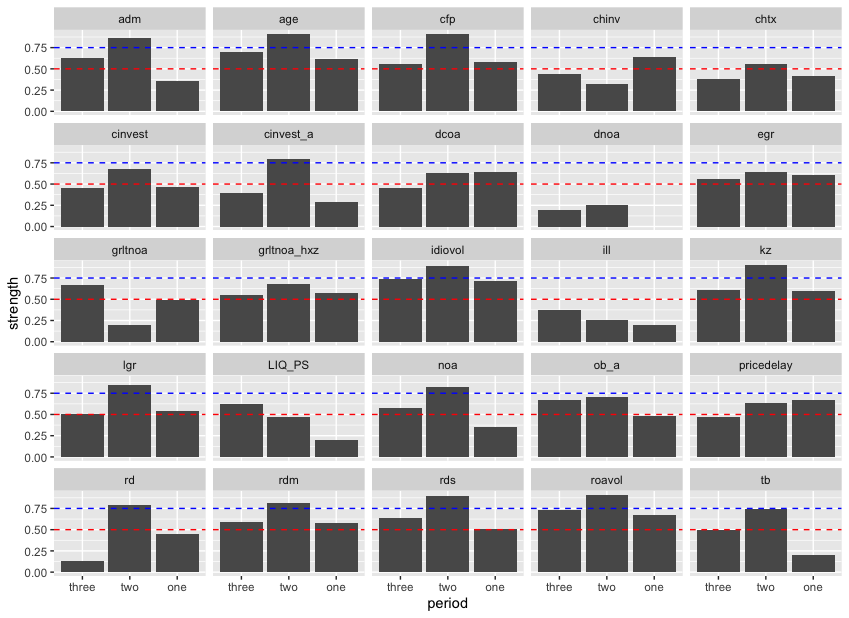 adm age cfp chinv chtx
0.75
0.50
0.25
0.00
cinvest cinvest_a dcoa dnoa egr
0.75
0.50
0.25
0.00
grltnoa grltnoa_hxz idiovol ill kz
0.75
0.50
0.25
0.00
strength
lgr LIQ_PS noa ob_a pricedelay
0.75
0.50
0.25
0.00
rd rdm rds roavol tb
0.75
0.50
0.25
0.00
three two one three two one three two one three two one three two one
period